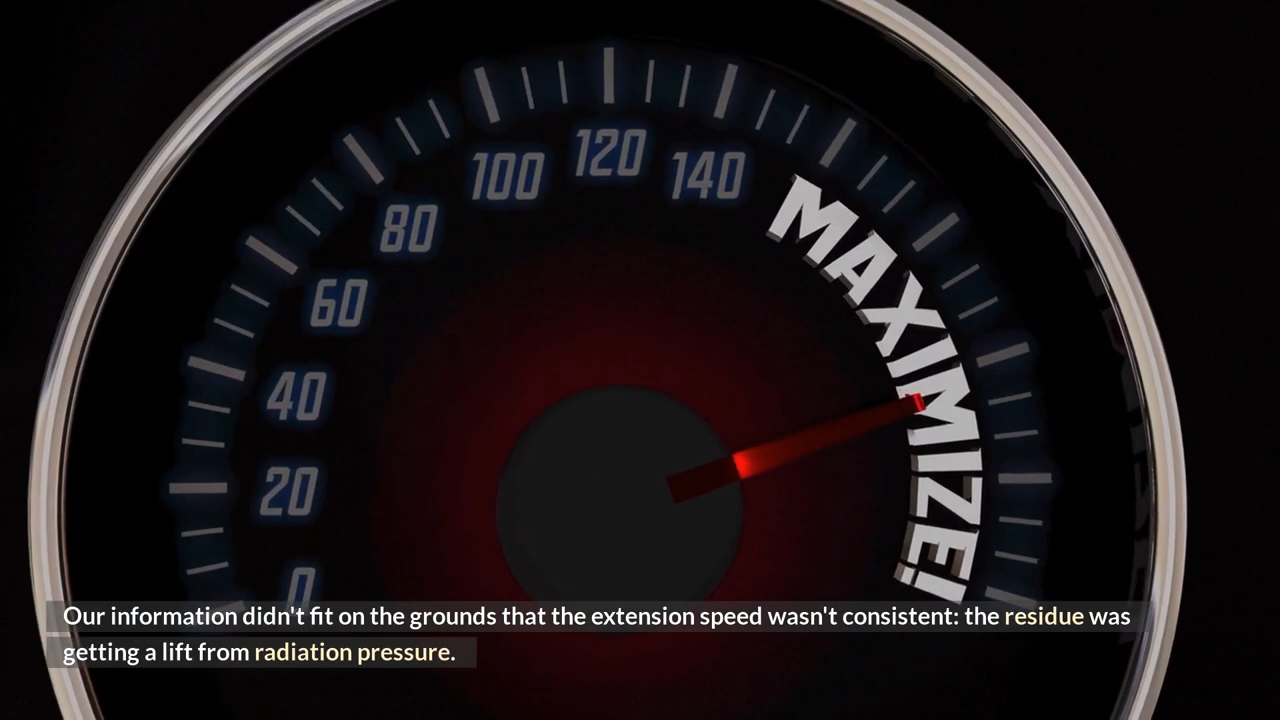 120
100
140
80
MAXIMIZE!
60
40
20
0
Our information didn't fit on the grounds that the extension speed wasn't consistent: the residue was
getting a lift from radiation pressure.